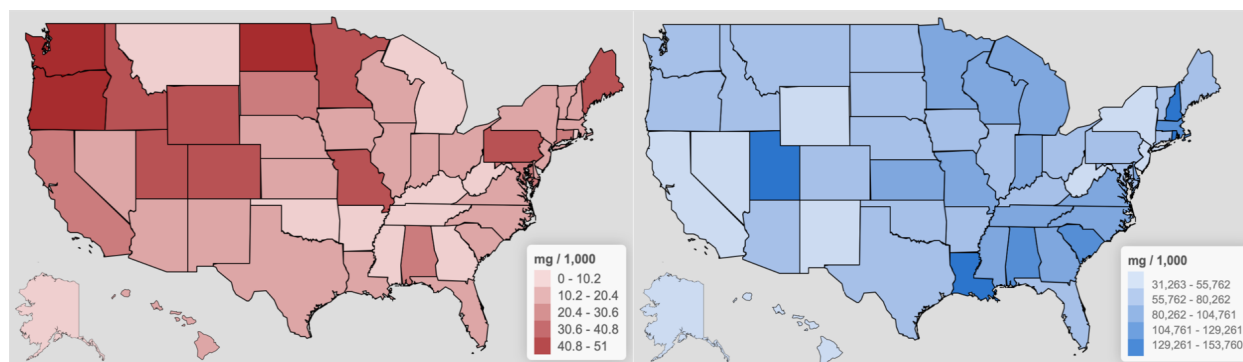 mg / 1,000
0 - 10.2
10.2 - 20.4
20.4 - 30.6
30.6 - 40.8
40.8 - 51
mg / 1,000
31,263 - 55,762
55,762 - 80,262
80,262 - 104,761
104,761 - 129,261
129,261 - 153,760